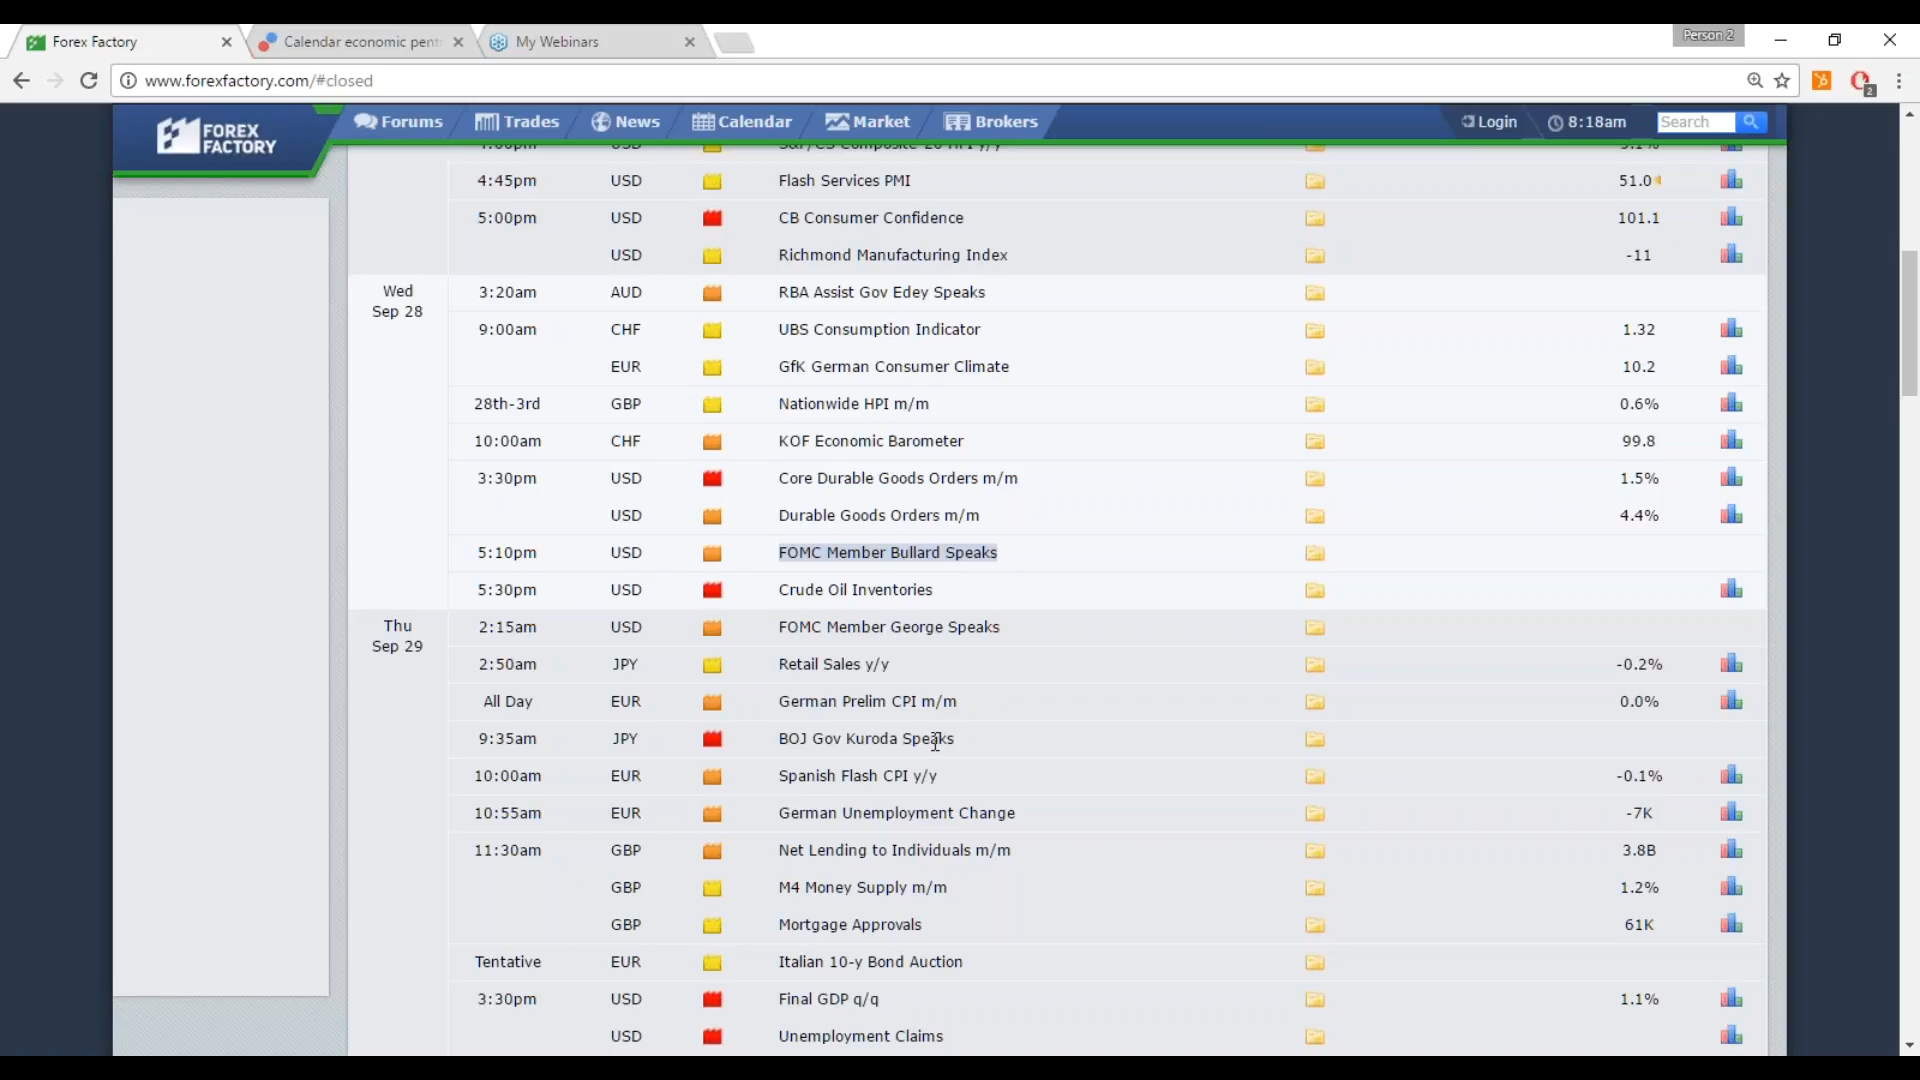 Forex Factory
Calendar economic pent
My Webinars
Person 2
www.forexfactory.com/#closed
2
FOREX FACTORY
Forums Trades News Calendar Market Brokers Login 8:18am Search
4:45pm USD Flash Services PMI 51.0
5:00pm USD CB Consumer Confidence 101.1
USD Richmond Manufacturing Index -11
Wed Sep 28
3:20am AUD RBA Assist Gov Edey Speaks
9:00am CHF UBS Consumption Indicator 1.32
EUR GfK German Consumer Climate 10.2
28th-3rd GBP Nationwide HPI m/m 0.6%
10:00am CHF KOF Economic Barometer 99.8
3:30pm USD Core Durable Goods Orders m/m 1.5%
USD Durable Goods Orders m/m 4.4%
5:10pm USD FOMC Member Bullard Speaks
5:30pm USD Crude Oil Inventories
Thu Sep 29
2:15am USD FOMC Member George Speaks
2:50am JPY Retail Sales y/y -0.2%
All Day EUR German Prelim CPI m/m 0.0%
9:35am JPY BOJ Gov Kuroda Speaks
10:00am EUR Spanish Flash CPI y/y -0.1%
10:55am EUR German Unemployment Change -7K
11:30am GBP Net Lending to Individuals m/m 3.8B
GBP M4 Money Supply m/m 1.2%
GBP Mortgage Approvals 61K
Tentative EUR Italian 10-y Bond Auction
3:30pm USD Final GDP q/q 1.1%
USD Unemployment Claims